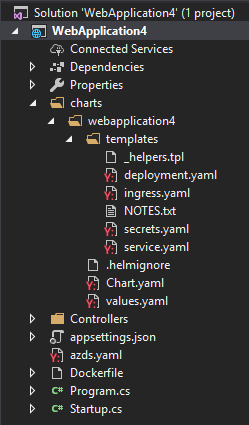 Solution 'WebApplication4' (1 project)
WebApplication4
Connected Services
Dependencies
Properties
charts
webapplication4
templates
_helpers.tpl
deployment.yaml
ingress.yaml
NOTES.txt
secrets.yaml
service.yaml
.helmignore
Chart.yaml
values.yaml
Controllers
appsettings.json
azds.yaml
Dockerfile
C# Program.cs
C# Startup.cs